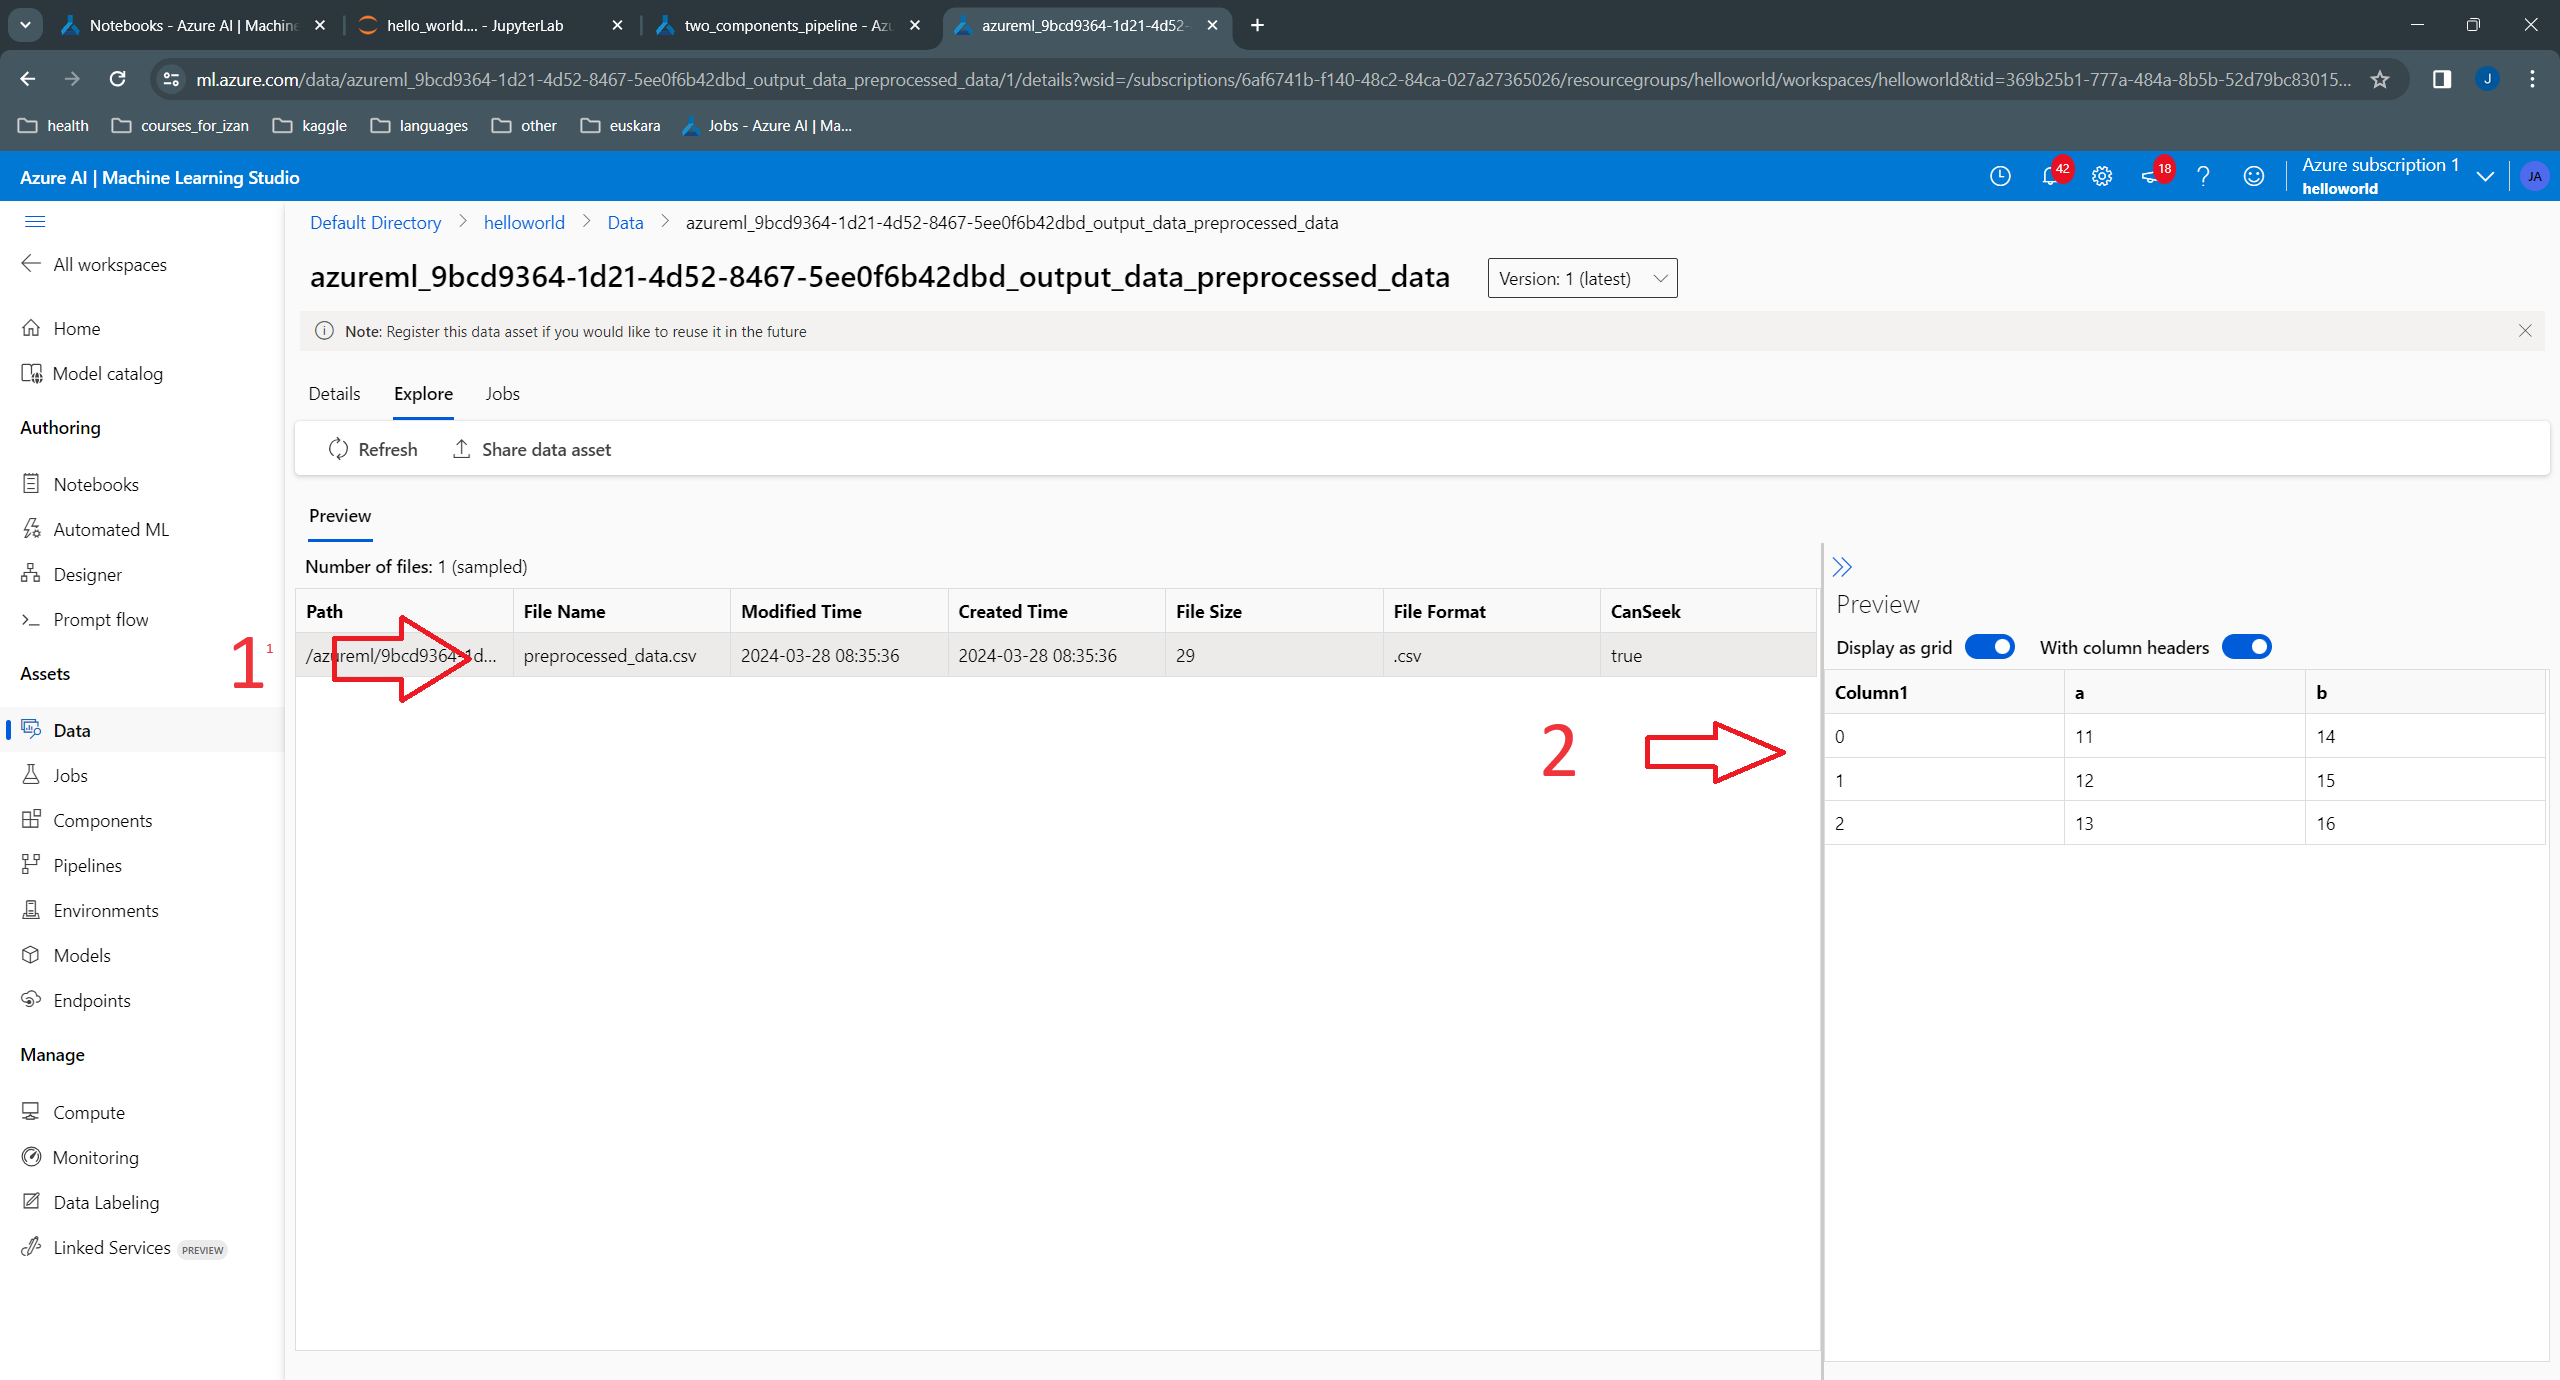 Notebooks - Azure AI | Machine
hello_world.... - JupyterLab
two_components_pipeline - Azu
azureml_9bcd9364-1d21-4d52-
ml.azure.com/data/azureml_9bcd9364-1d21-4d52-8467-5ee0f6b42dbd_output_data_preprocessed_data/1/details?wsid=/subscriptions/6af6741b-f140-48c2-84ca-027a27365026/resourcegroups/helloworld/workspaces/helloworld&tid=369b25b1-777a-484a-8b5b-52d79bc83015...
J
health
courses_for_izan
kaggle
languages
other
euskara
Jobs - Azure AI | Ma...
Azure AI | Machine Learning Studio
42
18
Azure subscription 1
helloworld
JA
All workspaces
Home
Model catalog
Authoring
Notebooks
Automated ML
Designer
Prompt flow
Assets
Data
Jobs
Components
Pipelines
Environments
Models
Endpoints
Manage
Compute
Monitoring
Data Labeling
Linked Services PREVIEW
Default Directory > helloworld > Data > azureml_9bcd9364-1d21-4d52-8467-5ee0f6b42dbd_output_data_preprocessed_data
azureml_9bcd9364-1d21-4d52-8467-5ee0f6b42dbd_output_data_preprocessed_data
Version: 1 (latest)
Note: Register this data asset if you would like to reuse it in the future
Details Explore Jobs
Refresh Share data asset
Preview
Number of files: 1 (sampled)
Path File Name Modified Time Created Time File Size File Format CanSeek
/azureml/9bcd9364-1d... preprocessed_data.csv 2024-03-28 08:35:36 2024-03-28 08:35:36 29 .csv true
1 1
2
Preview
Display as grid With column headers
Column1 a b
0 11 14
1 12 15
2 13 16